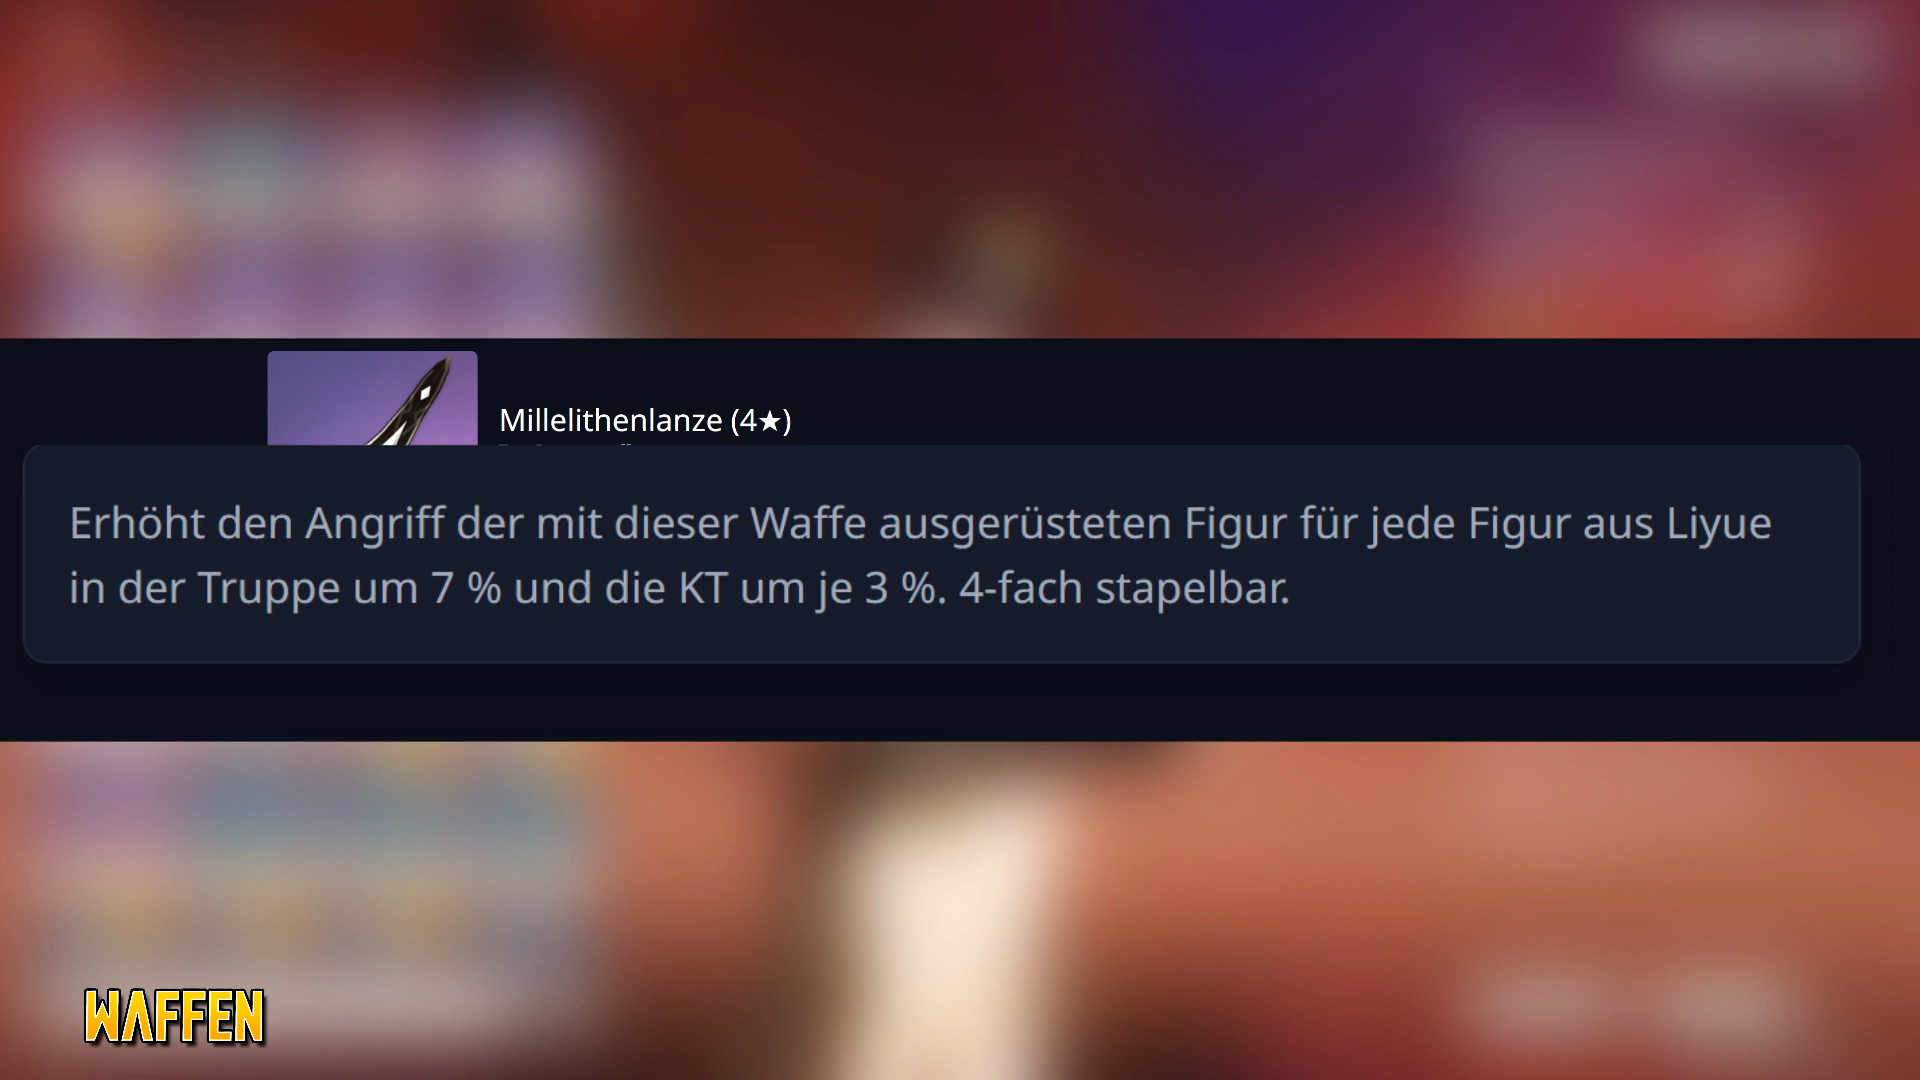 Millelithenlanze (4★)
Erhöht den Angriff der mit dieser Waffe ausgerüsteten Figur für jede Figur aus Liyue
in der Truppe um 7 % und die KT um je 3 %. 4-fach stapelbar.
WAFFEN